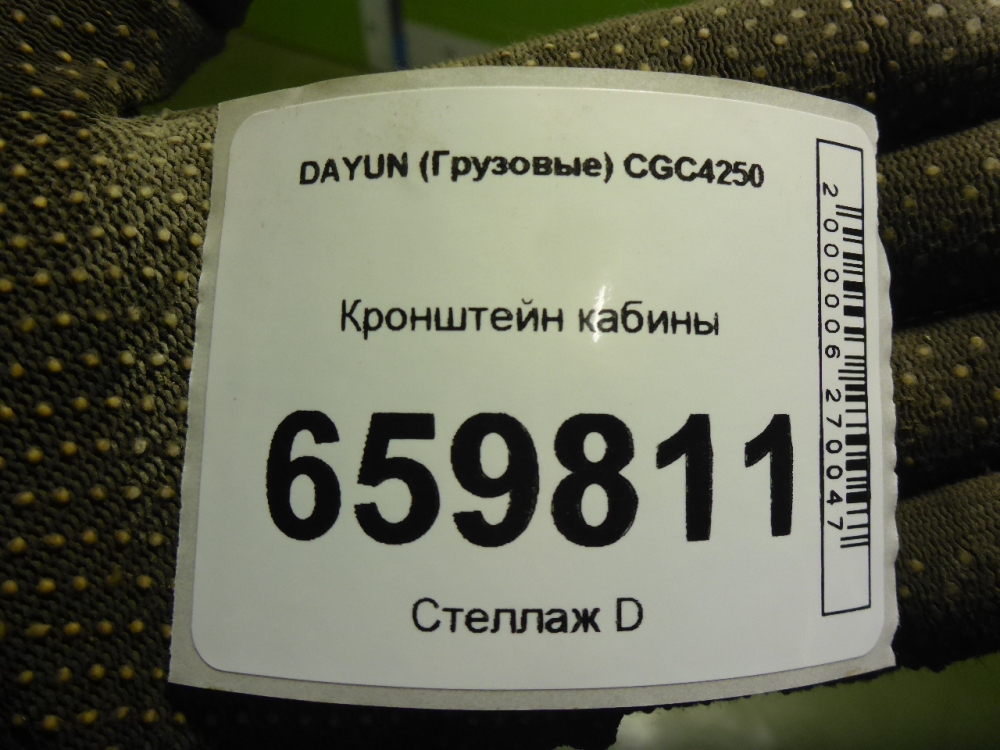 DAYUN (Грузовые) CGC4250
Кронштейн кабины
659811
Стеллаж D
2000006270047